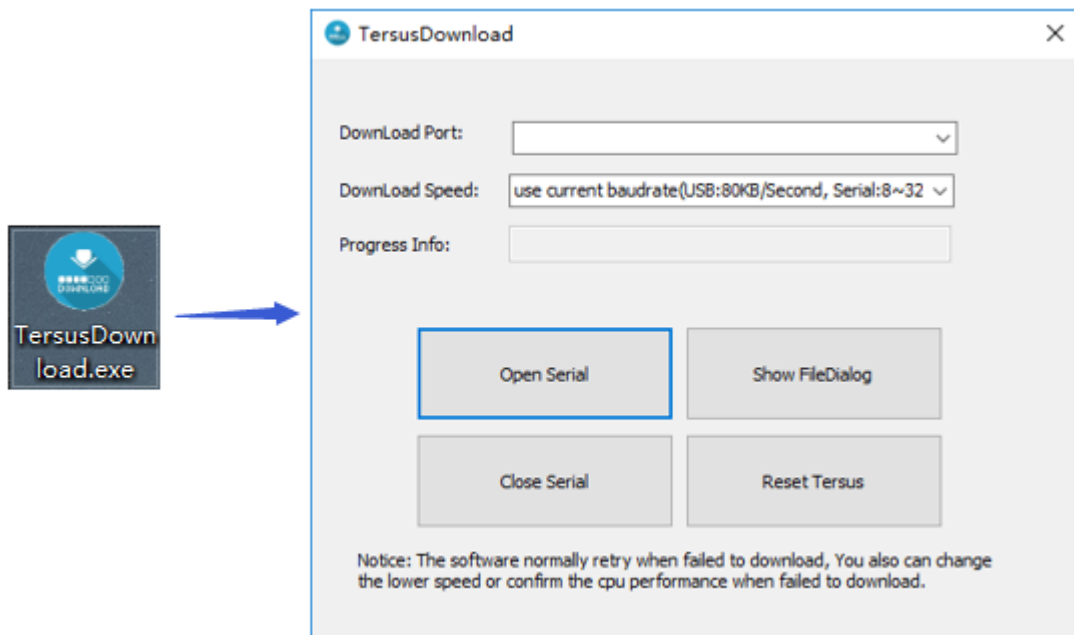 TersusDownload
DownLoad Port:
DownLoad Speed:
use current baudrate(USB:80KB/Second, Serial:8~32
Progress Info:
DOWNLOAD
TersusDown
load.exe
Open Serial
Show FileDialog
Close Serial
Reset Tersus
Notice: The software normally retry when failed to download, You also can change
the lower speed or confirm the cpu performance when failed to download.